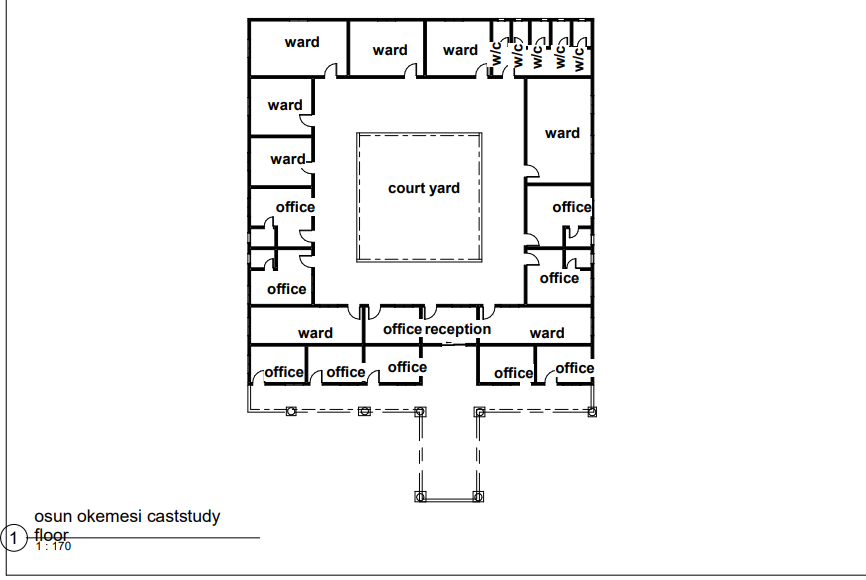 ward
ward
ward
w/c
w/c
w/c
w/c
w/c
ward
ward
ward
court yard
office
office
office
office
ward
office
reception
ward
office
office
office
office
office
osun okemesi caststudy
floor
1
1 : 170